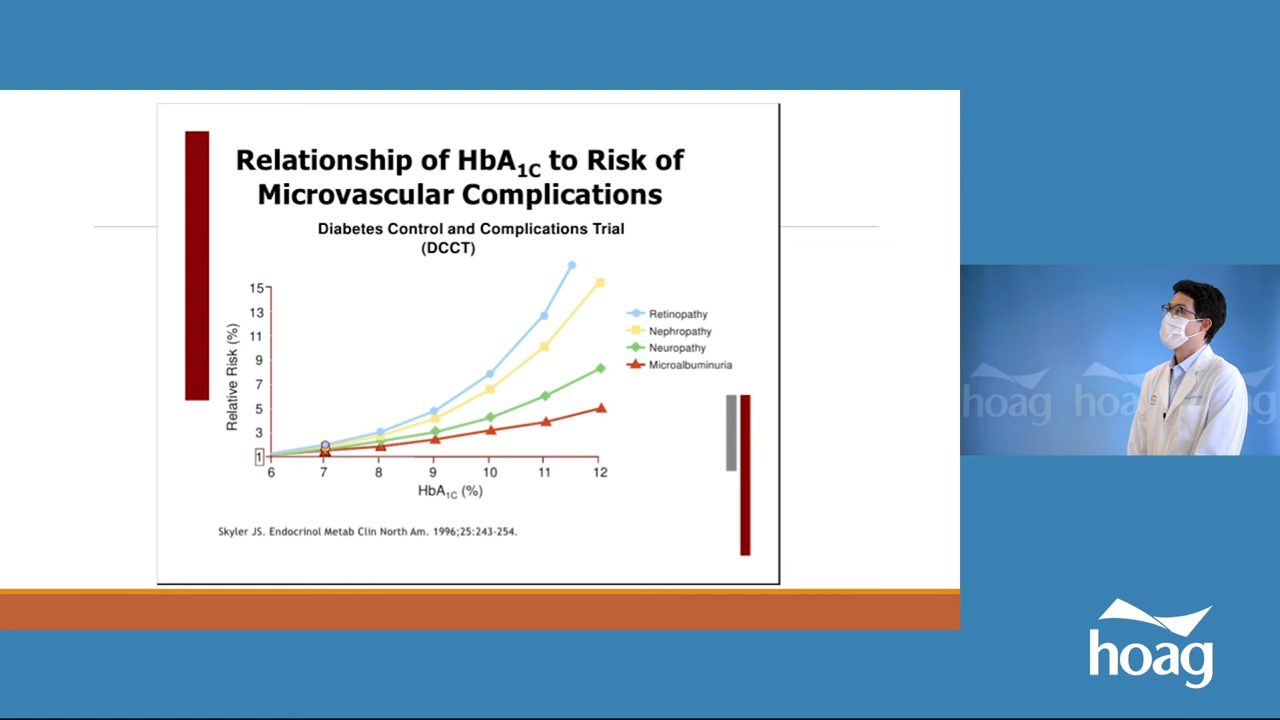 Relationship of HbA1C to Risk of
Microvascular Complications
Diabetes Control and Complications Trial
(DCCT)
Relative Risk (%)
15
13
11
9
7
5
3
1
6 7 8 9 10 11 12
HbA1C (%)
Retinopathy
Nephropathy
Neuropathy
Microalbuminuria
Skyler JS. Endocrinol Metab Clin North Am. 1996;25:243-254.
hoag
hoag
hoag